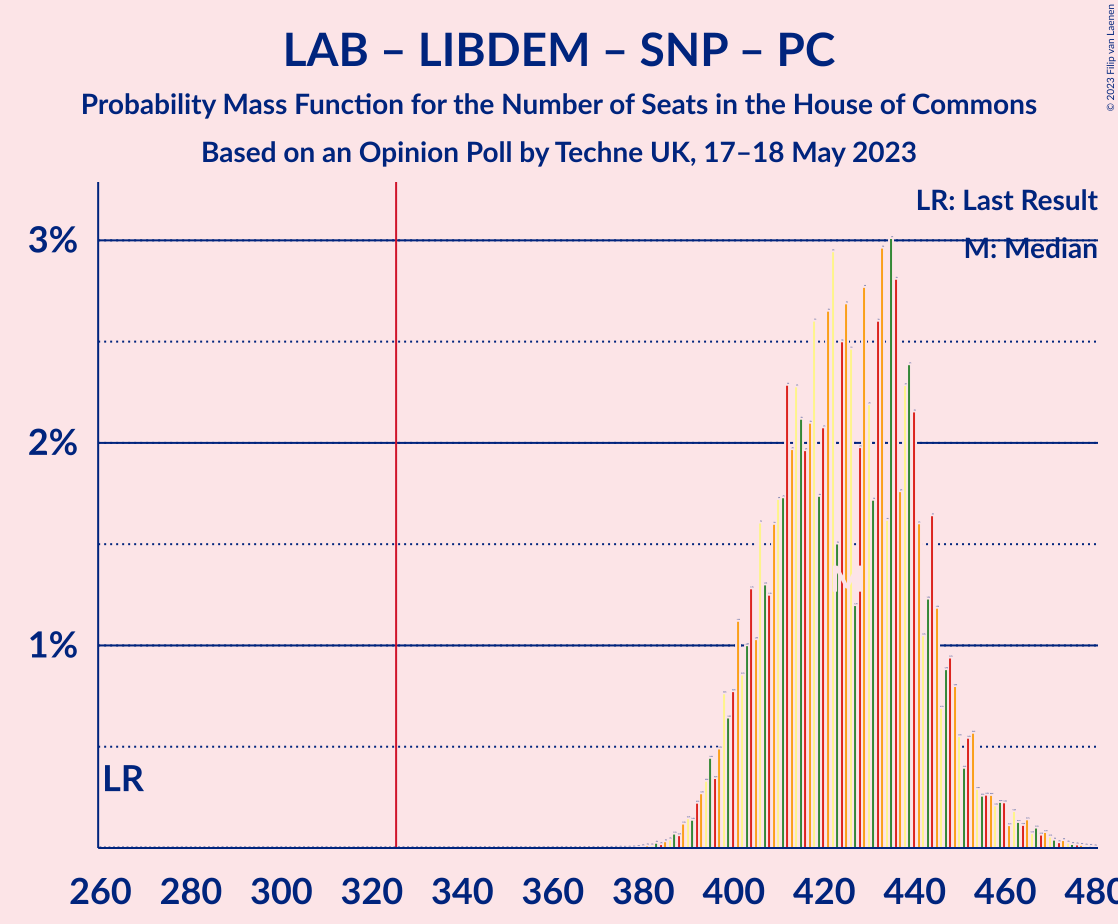 LAB – LIBDEM – SNP – PC
Probability Mass Function for the Number of Seats in the House of Commons
Based on an Opinion Poll by Techne UK, 17–18 May 2023
© 2023 Filip van Laenen
LR: Last Result
M: Median
3%
2%
1%
LR
M
260 280 300 320 340 360 380 400 420 440 460 480